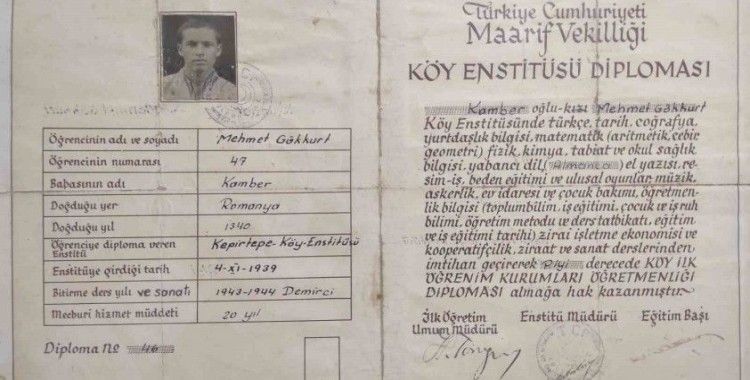 Öğrencinin adı ve soyadı Mehmet Gökkurt
Öğrencinin numarası 47
Babasının adı Kamber
Doğduğu yer Romanya
Doğduğu yıl 1340
Öğrenciye diploma veren Enstitü Kepirtepe-Köy-Enstitüsü
Enstitüye girdiği tarih 4-XI-1939
Bitirme ders yılı ve sanatı 1943-1944 Demirci
Mecburi hizmet müddeti 20 yıl
Diploma No
Türkiye Cumhuriyeti
Maarif Vekilliği
KÖY ENSTİTÜSÜ DİPLOMASI
Kamber oğlu-kızı Mehmet Gökkurt
Köy Enstitüsünde türkçe, tarih, coğrafya,
yurtdaşlık bilgisi, matematik (aritmetik, cebir
geometri) fizik, kimya, tabiat ve okul sağlık
bilgisi, yabancı dil, (Almanca) el yazısı, re-
sim-iş, beden eğitimi ve ulusal oyunlar, müzik,
askerlik, ev idaresi ve çocuk bakımı, öğretmen-
lik bilgisi (toplumbilim, iş eğitimi, çocuk ve iş ruh
bilimi, öğretim metodu ve ders tatbikatı, eğitim
ve iş eğitimi tarihi) zirai işletme ekonomisi ve
kooperatifçilik, ziraat ve sanat derslerinden
imtihan geçirerek derecede KÖY İLK
ÖĞRENİM KURUMLARI ÖĞRETMENLİĞİ
DİPLOMASI almağa hak kazanmıştır.
İlk Öğretim Enstitü Müdürü Eğitim Başı
Umum Müdürü